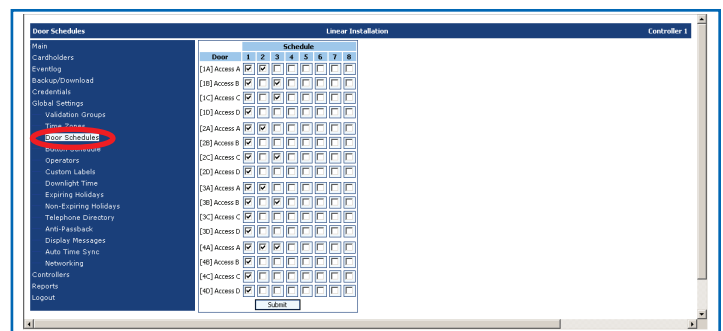 Door Schedules Linear Installation Controller 1
Main
Cardholders
Eventlog
Backup/Download
Credentials
Global Settings
Validation Groups
Time Zones
Door Schedules
Button Schedule
Operators
Custom Labels
Downlight Time
Expiring Holidays
Non-Expiring Holidays
Telephone Directory
Anti-Passback
Display Messages
Auto Time Sync
Networking
Controllers
Reports
Logout
Schedule
Door 1 2 3 4 5 6 7 8
[1A] Access A
[1B] Access B
[1C] Access C
[1D] Access D
[2A] Access A
[2B] Access B
[2C] Access C
[2D] Access D
[3A] Access A
[3B] Access B
[3C] Access C
[3D] Access D
[4A] Access A
[4B] Access B
[4C] Access C
[4D] Access D
Submit